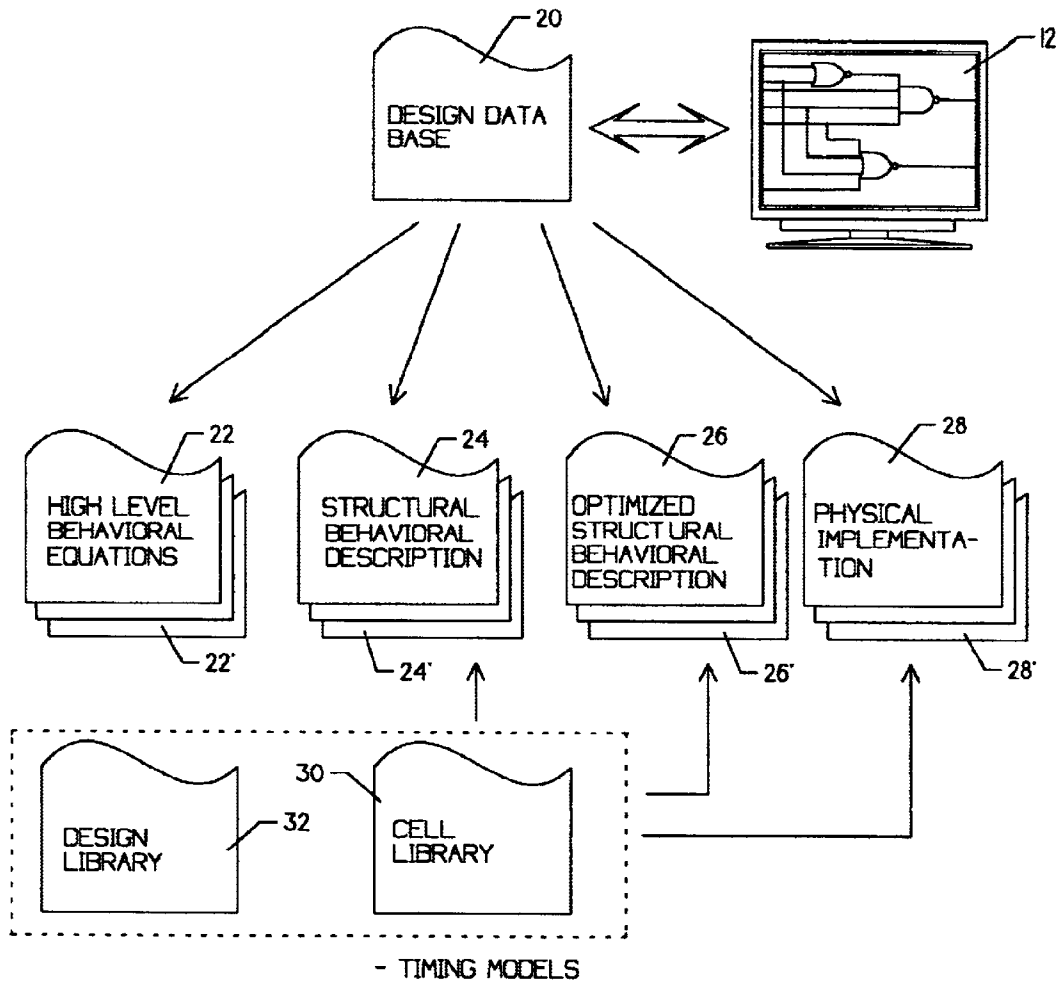 20
12
DESIGN DATA
BASE
22
24
26
28
HIGH LEVEL
BEHAVIORAL
EQUATIONS
STRUCTURAL
BEHAVIORAL
DESCRIPTION
OPTIMIZED
STRUCTURAL
BEHAVIORAL
DESCRIPTION
PHYSICAL
IMPLEMENTA-
TION
22'
24'
26'
28'
30
32
DESIGN
LIBRARY
CELL
LIBRARY
- TIMING MODELS